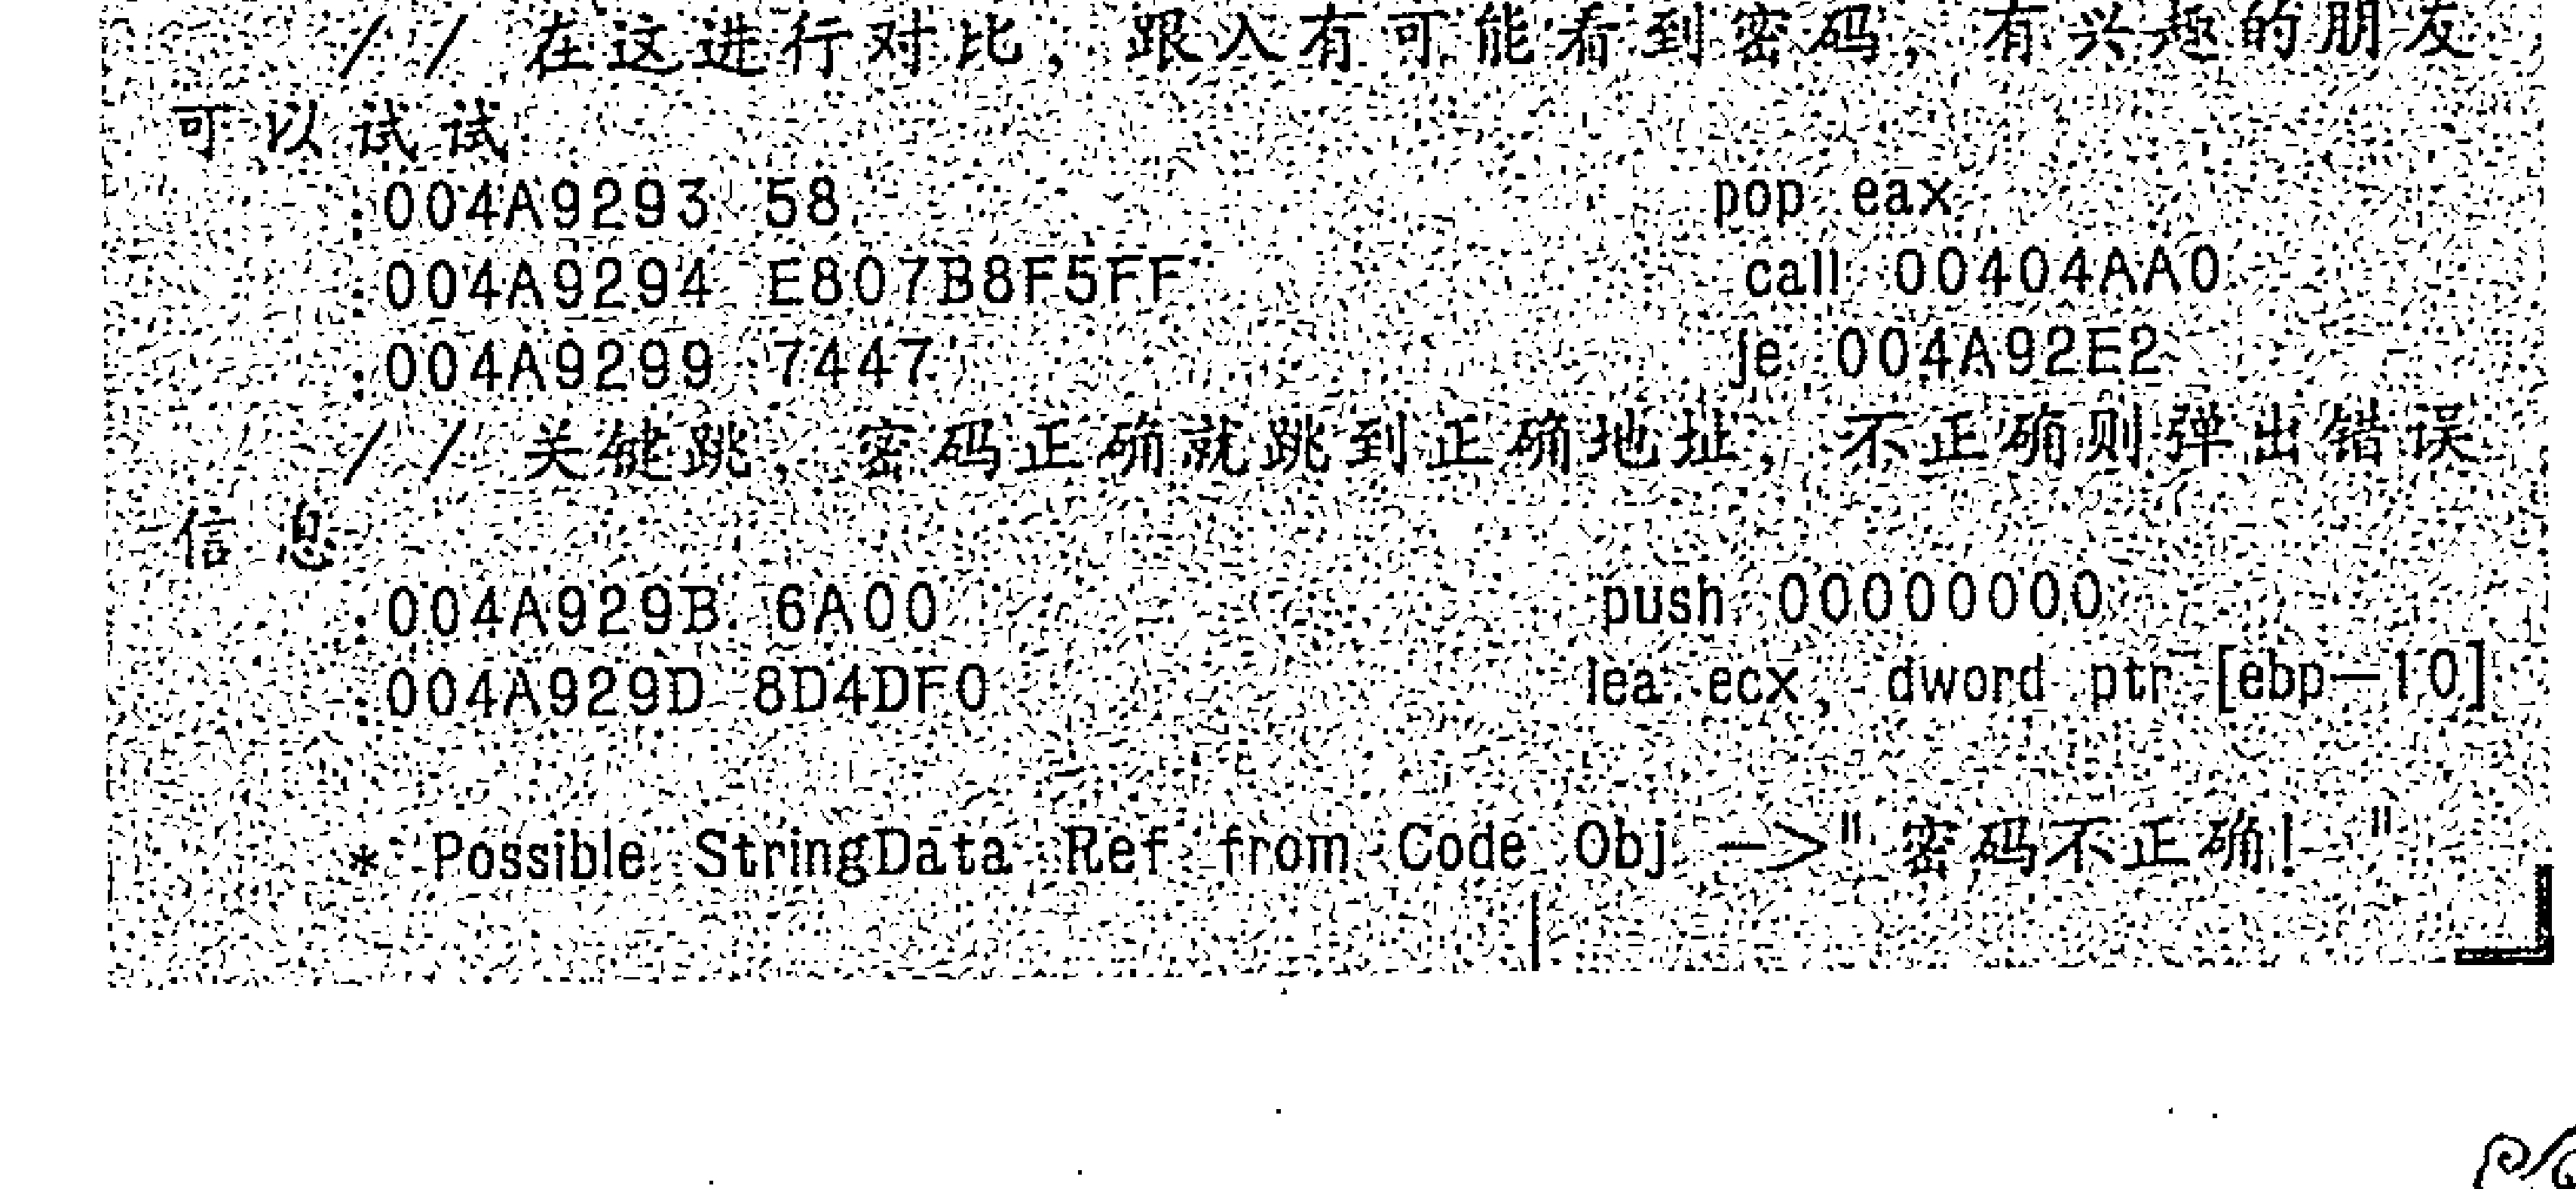 // 在这进行对比，跟入有可能看到密码，有兴趣的朋友
可以试试
:004A9293 58 pop eax
:004A9294 E807B8F5FF call 00404AA0
:004A9299 7447 je 004A92E2
// 关键跳，密码正确就跳到正确地址，不正确则弹出错误
信息
:004A929B 6A00 push 00000000
:004A929D 8D4DF0 lea ecx, dword ptr [ebp-10]
* Possible StringData Ref from Code Obj ->"密码不正确! "